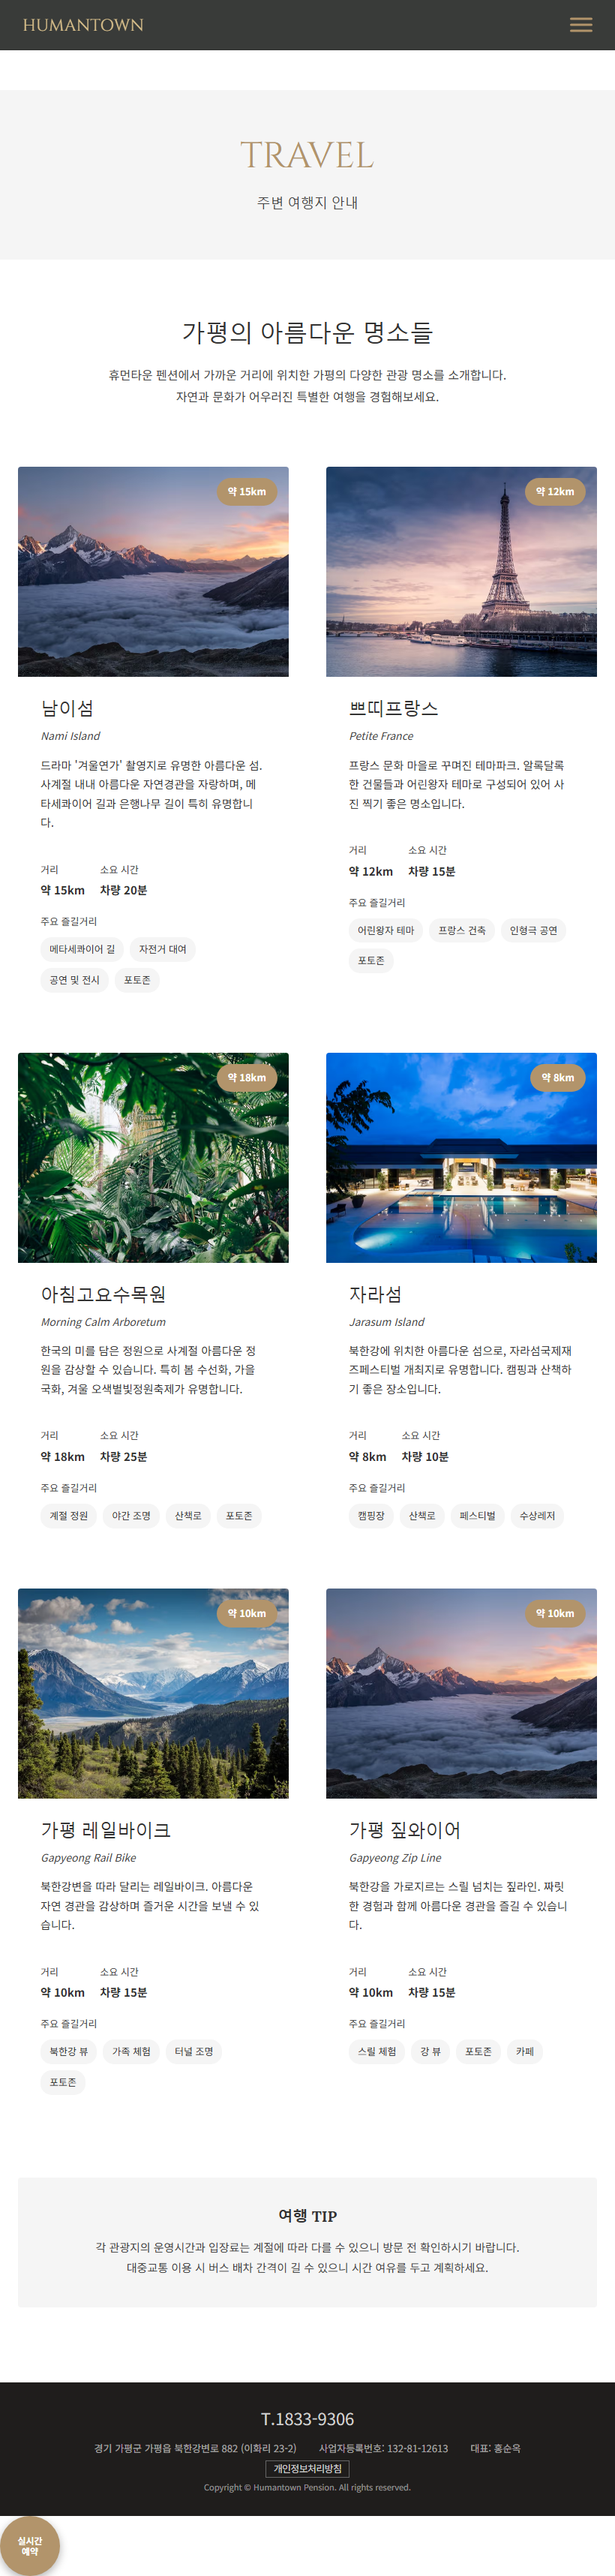 HUMANTOWN
TRAVEL
주변 여행지 안내
가평의 아름다운 명소들
휴먼타운 펜션에서 가까운 거리에 위치한 가평의 다양한 관광 명소를 소개합니다.
자연과 문화가 어우러진 특별한 여행을 경험해보세요.
약 15km
남이섬
Nami Island
드라마 '겨울연가' 촬영지로 유명한 아름다운 섬.
사계절 내내 아름다운 자연경관을 자랑하며, 메
타세콰이어 길과 은행나무 길이 특히 유명합니
다.
거리 소요 시간
약 15km 차량 20분
주요 즐길거리
메타세콰이어 길 자전거 대여
공연 및 전시 포토존
약 12km
쁘띠프랑스
Petite France
프랑스 문화 마을로 꾸며진 테마파크. 알록달록
한 건물들과 어린왕자 테마로 구성되어 있어 사
진 찍기 좋은 명소입니다.
거리 소요 시간
약 12km 차량 15분
주요 즐길거리
어린왕자 테마 프랑스 건축 인형극 공연
포토존
약 18km
아침고요수목원
Morning Calm Arboretum
한국의 미를 담은 정원으로 사계절 아름다운 정
원을 감상할 수 있습니다. 특히 봄 수선화, 가을
국화, 겨울 오색별빛정원축제가 유명합니다.
거리 소요 시간
약 18km 차량 25분
주요 즐길거리
계절 정원 야간 조명 산책로 포토존
약 8km
자라섬
Jarasum Island
북한강에 위치한 아름다운 섬으로, 자라섬국제재
즈페스티벌 개최지로 유명합니다. 캠핑과 산책하
기 좋은 장소입니다.
거리 소요 시간
약 8km 차량 10분
주요 즐길거리
캠핑장 산책로 페스티벌 수상레저
약 10km
가평 레일바이크
Gapyeong Rail Bike
북한강변을 따라 달리는 레일바이크. 아름다운
자연 경관을 감상하며 즐거운 시간을 보낼 수 있
습니다.
거리 소요 시간
약 10km 차량 15분
주요 즐길거리
북한강 뷰 가족 체험 터널 조명
포토존
약 10km
가평 짚와이어
Gapyeong Zip Line
북한강을 가로지르는 스릴 넘치는 짚라인. 짜릿
한 경험과 함께 아름다운 경관을 즐길 수 있습니
다.
거리 소요 시간
약 10km 차량 15분
주요 즐길거리
스릴 체험 강 뷰 포토존 카페
여행 TIP
각 관광지의 운영시간과 입장료는 계절에 따라 다를 수 있으니 방문 전 확인하시기 바랍니다.
대중교통 이용 시 버스 배차 간격이 길 수 있으니 시간 여유를 두고 계획하세요.
T.1833-9306
경기 가평군 가평읍 북한강변로 882 (이화리 23-2) 사업자등록번호: 132-81-12613 대표: 홍순옥
개인정보처리방침
Copyright © Humantown Pension. All rights reserved.
실시간
예약